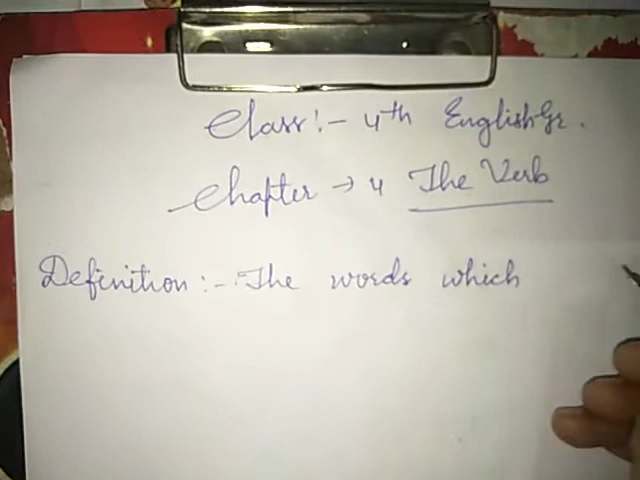 Class:- 4th English Gr.
Chapter → 4 The Verb
Definition:- The words which